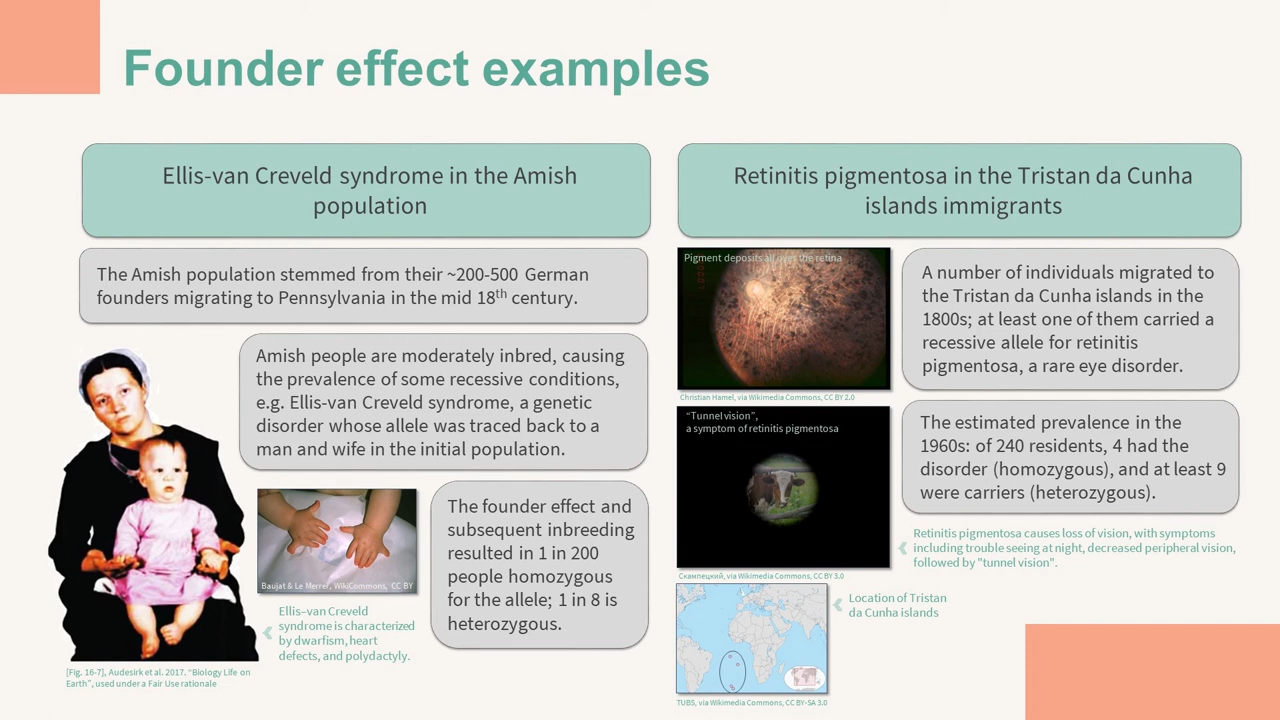 Founder effect examples
Ellis-van Creveld syndrome in the Amish
population
The Amish population stemmed from their ~200-500 German
founders migrating to Pennsylvania in the mid 18th century.
Amish people are moderately inbred, causing
the prevalence of some recessive conditions,
e.g. Ellis-van Creveld syndrome, a genetic
disorder whose allele was traced back to a
man and wife in the initial population.
Baujat & Le Merrer, WikiCommons, CC BY
The founder effect and
subsequent inbreeding
resulted in 1 in 200
people homozygous
for the allele; 1 in 8 is
heterozygous.
Ellis–van Creveld
syndrome is characterized
by dwarfism, heart
defects, and polydactyly.
[Fig. 16-7], Audesirk et al. 2017. “Biology Life on
Earth”, used under a Fair Use rationale
Retinitis pigmentosa in the Tristan da Cunha
islands immigrants
Pigment deposits all over the retina
Christian Hamel, via Wikimedia Commons, CC BY 2.0
A number of individuals migrated to
the Tristan da Cunha islands in the
1800s; at least one of them carried a
recessive allele for retinitis
pigmentosa, a rare eye disorder.
“Tunnel vision”,
a symptom of retinitis pigmentosa
Скампецкий, via Wikimedia Commons, CC BY 3.0
The estimated prevalence in the
1960s: of 240 residents, 4 had the
disorder (homozygous), and at least 9
were carriers (heterozygous).
Retinitis pigmentosa causes loss of vision, with symptoms
including trouble seeing at night, decreased peripheral vision,
followed by "tunnel vision".
Location of Tristan
da Cunha islands
TUBS, via Wikimedia Commons, CC BY-SA 3.0